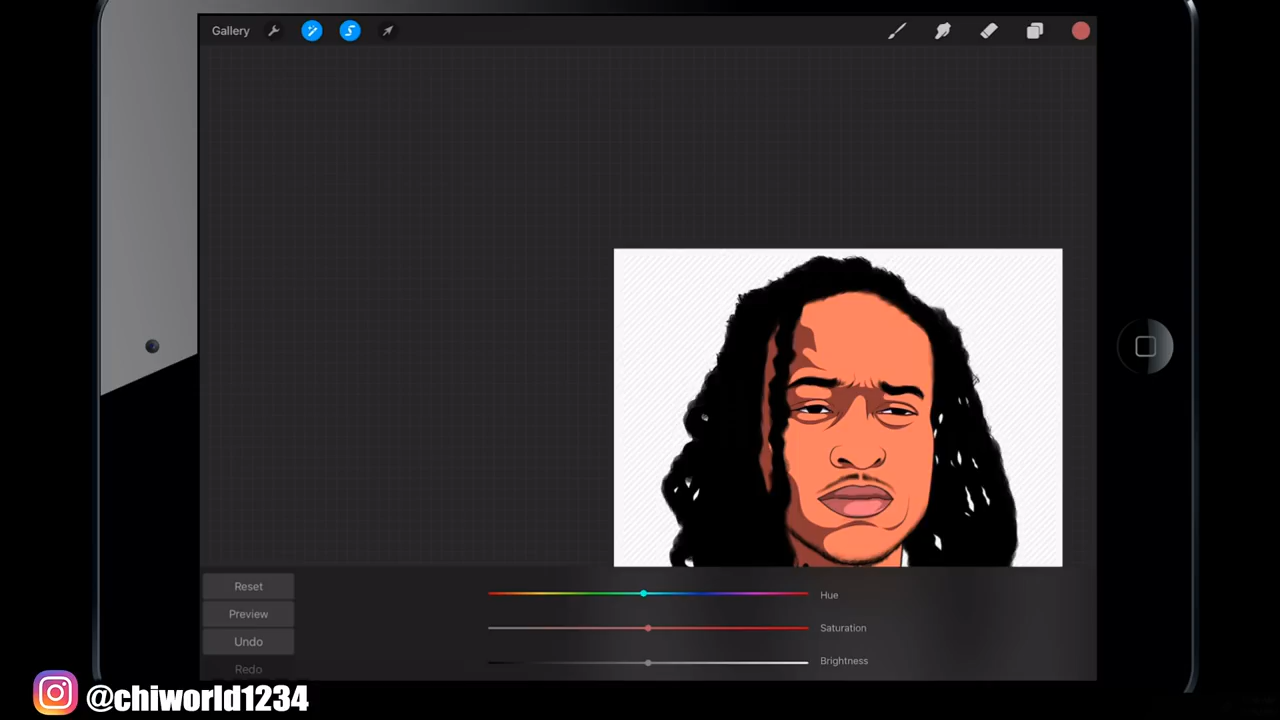 Gallery
Reset
Preview
Undo
Redo
Hue
Saturation
Brightness
@chiworld1234